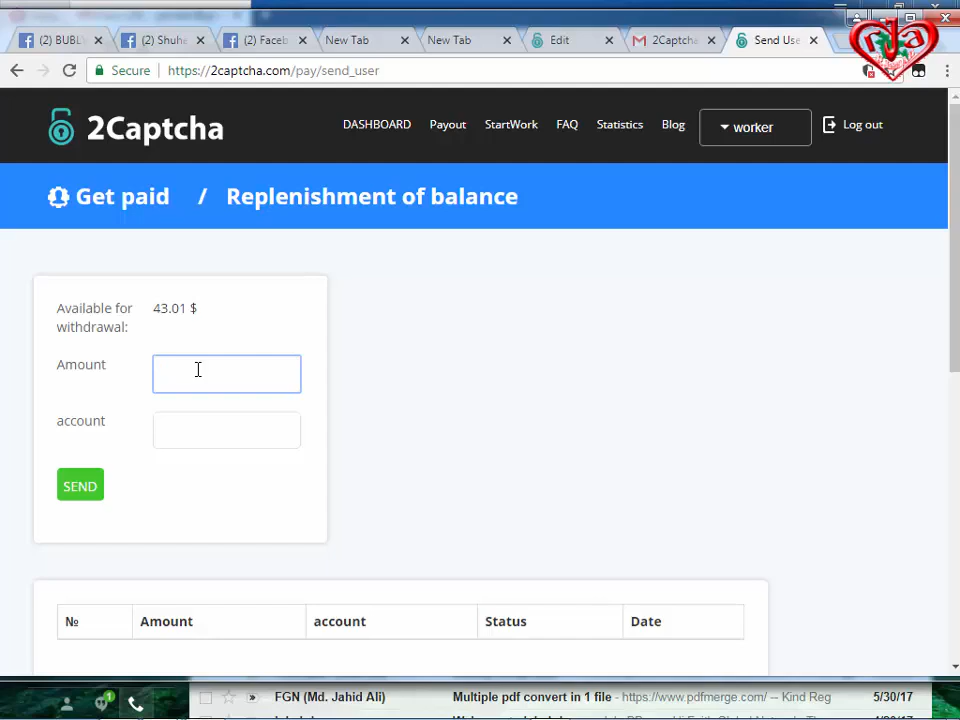 (2) BUBL
(2) Shuhe
(2) Faceb
New Tab
New Tab
Edit
2Captcha
Send Use
rja
Secure
https://2captcha.com/pay/send_user
2Captcha
DASHBOARD
Payout
StartWork
FAQ
Statistics
Blog
worker
Log out
Get paid / Replenishment of balance
Available for withdrawal: 43.01 $
Amount
account
SEND
№ Amount account Status Date
1
FGN (Md. Jahid Ali) Multiple pdf convert in 1 file - https://www.pdfmerge.com/ -- Kind Reg 5/30/17